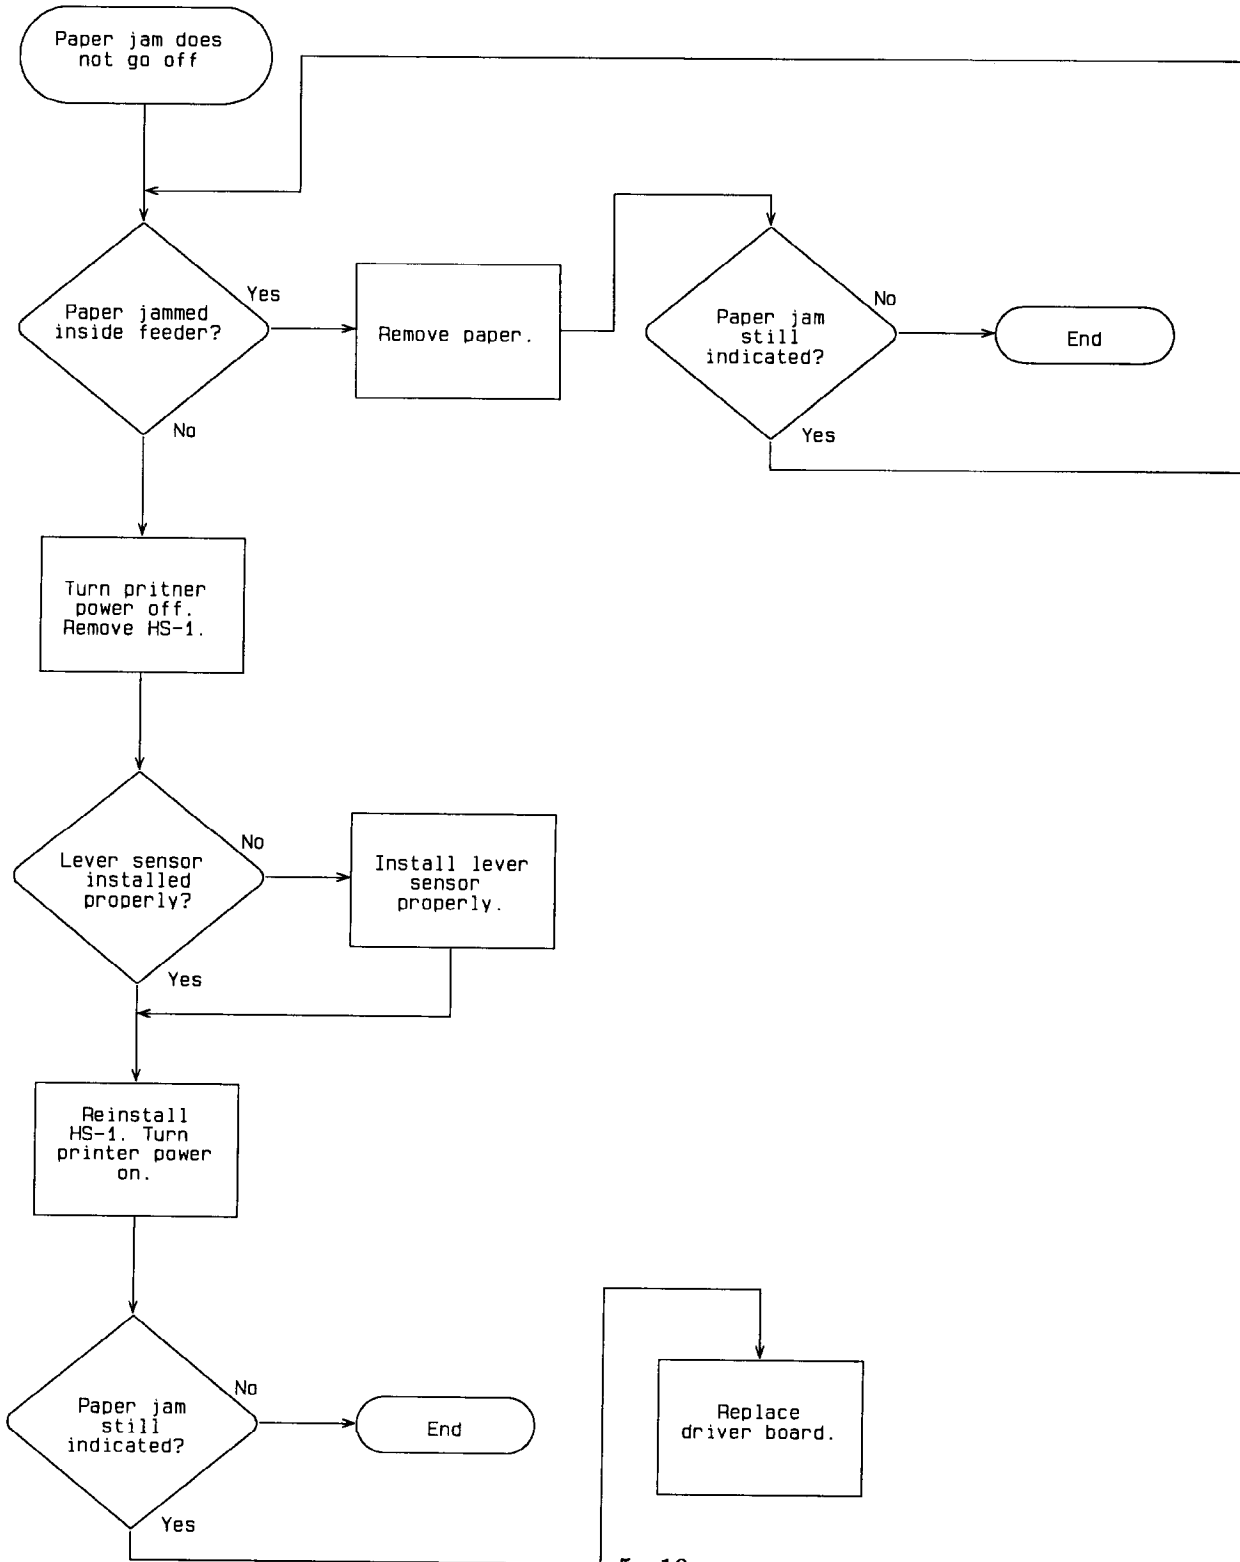 Paper jam does
not go off
Paper jammed
inside feeder?
Yes
No
Remove paper.
Paper jam
still
indicated?
No
Yes
End
Turn pritner
power off.
Remove HS-1.
Lever sensor
installed
properly?
No
Yes
Install lever
sensor
properly.
Reinstall
HS-1. Turn
printer power
on.
Paper jam
still
indicated?
No
Yes
End
Replace
driver board.